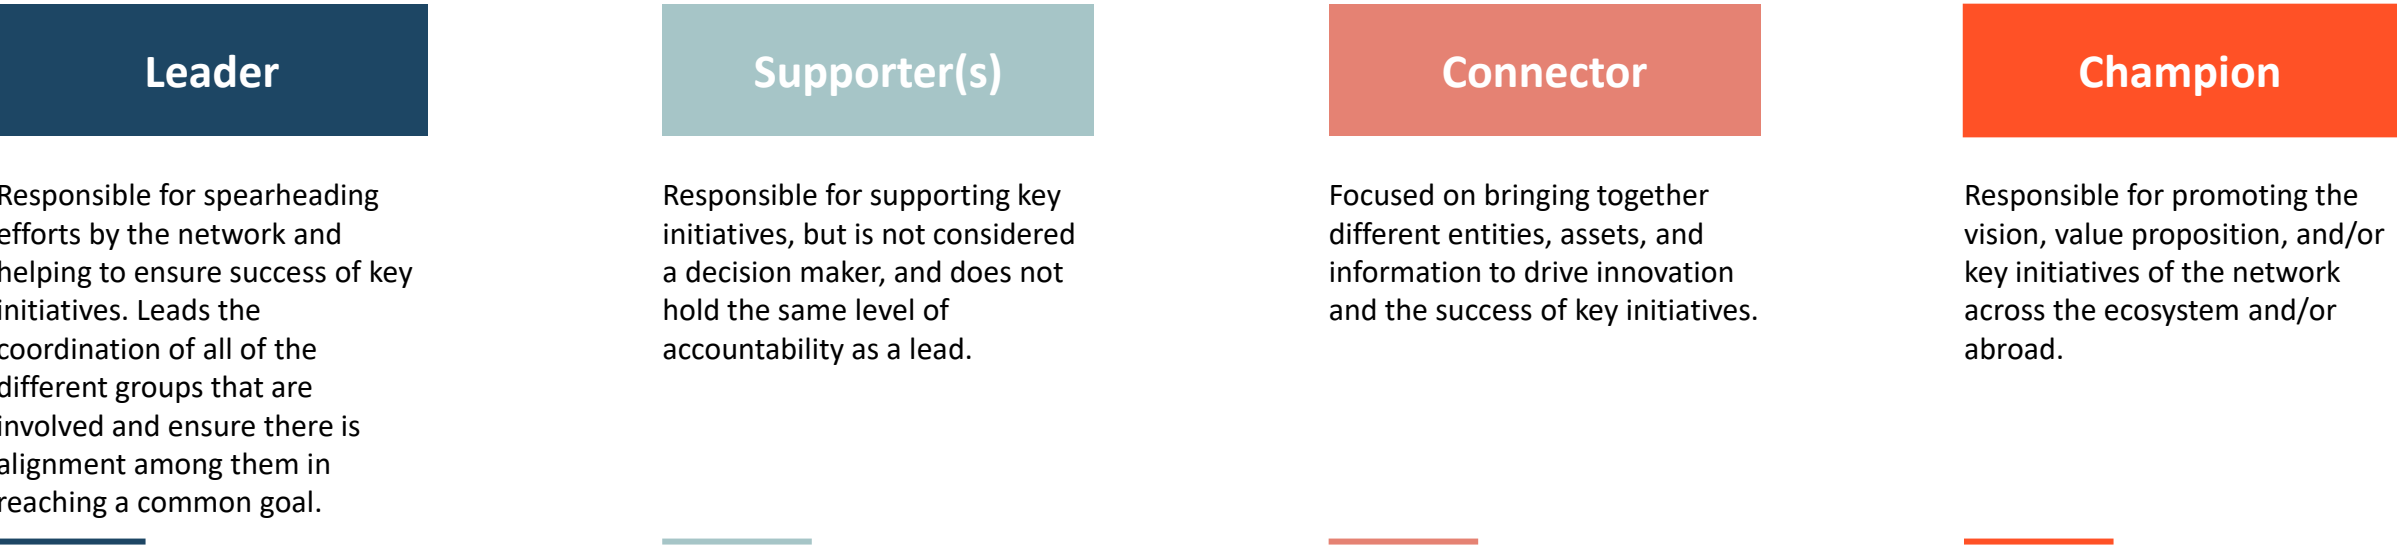 Leader
Responsible for spearheading
efforts by the network and
helping to ensure success of key
initiatives. Leads the
coordination of all of the
different groups that are
involved and ensure there is
alignment among them in
reaching a common goal.
Supporter(s)
Responsible for supporting key
initiatives, but is not considered
a decision maker, and does not
hold the same level of
accountability as a lead.
Connector
Focused on bringing together
different entities, assets, and
information to drive innovation
and the success of key initiatives.
Champion
Responsible for promoting the
vision, value proposition, and/or
key initiatives of the network
across the ecosystem and/or
abroad.